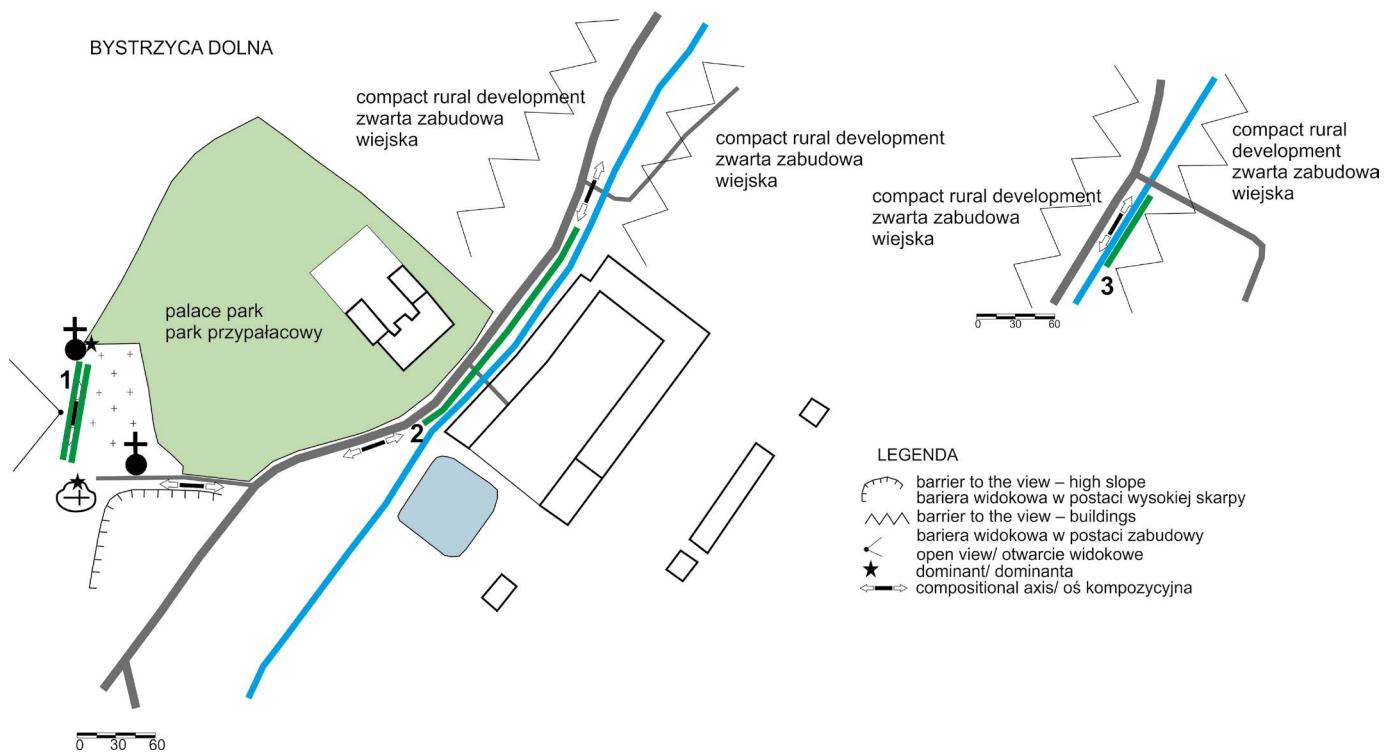 BYSTRZYCA DOLNA
compact rural development
zwarta zabudowa
wiejska
compact rural development
zwarta zabudowa
wiejska
palace park
park przypałacowy
1
2
0 30 60
compact rural development
zwarta zabudowa
wiejska
compact rural
development
zwarta zabudowa
wiejska
3
0 30 60
LEGENDA
barrier to the view – high slope
bariera widokowa w postaci wysokiej skarpy
barrier to the view – buildings
bariera widokowa w postaci zabudowy
open view/ otwarcie widokowe
dominant/ dominanta
compositional axis/ oś kompozycyjna